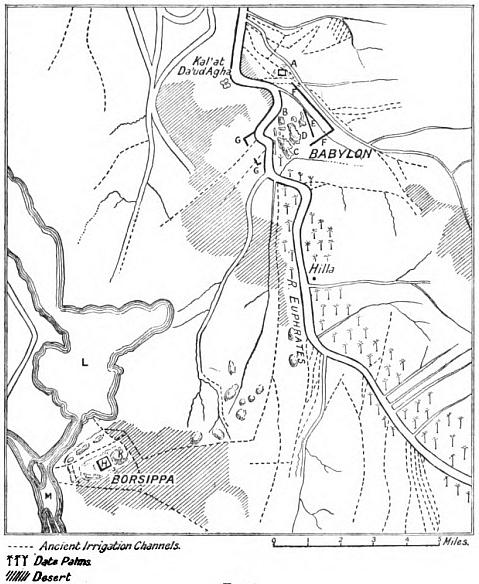 Kal'at
Da'ud Agha
A
B
E
D
F
G
C
BABYLON
G
Hilla
R. EUPHRATES
L
BORSIPPA
M
0 1 2 3 4 5 Miles.
Ancient Irrigation Channels.
Date Palms.
Desert